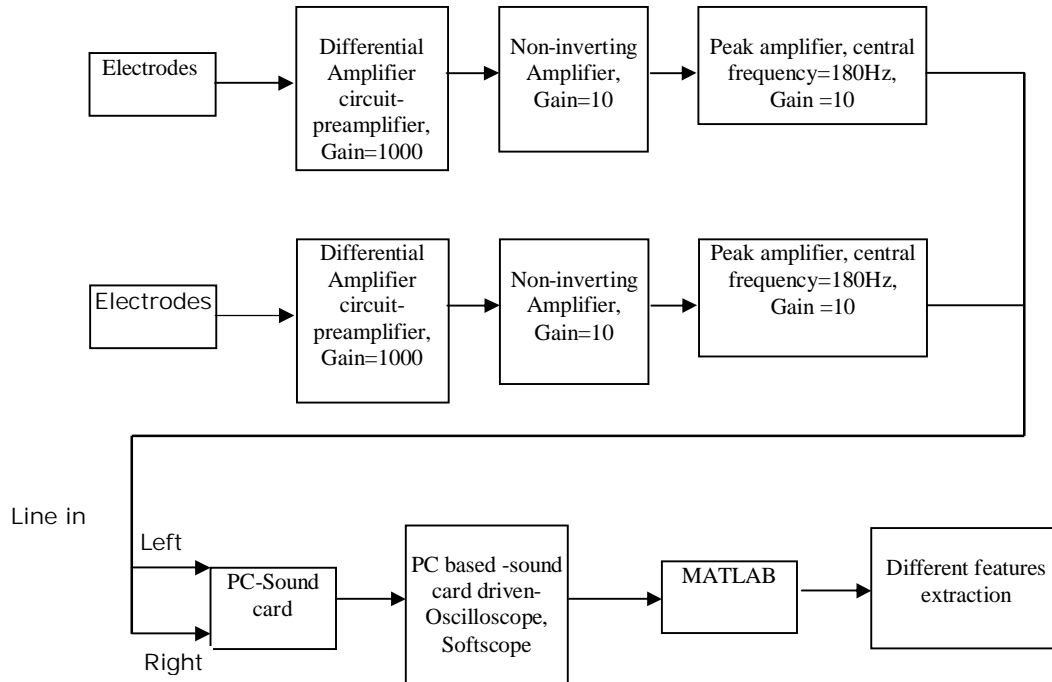 Electrodes
Differential
Amplifier
circuit-
preamplifier,
Gain=1000
Non-inverting
Amplifier,
Gain=10
Peak amplifier, central
frequency=180Hz,
Gain =10
Electrodes
Differential
Amplifier
circuit-
preamplifier,
Gain=1000
Non-inverting
Amplifier,
Gain=10
Peak amplifier, central
frequency=180Hz,
Gain =10
Line in
Left
Right
PC-Sound
card
PC based -sound
card driven-
Oscilloscope,
Softscope
MATLAB
Different features
extraction